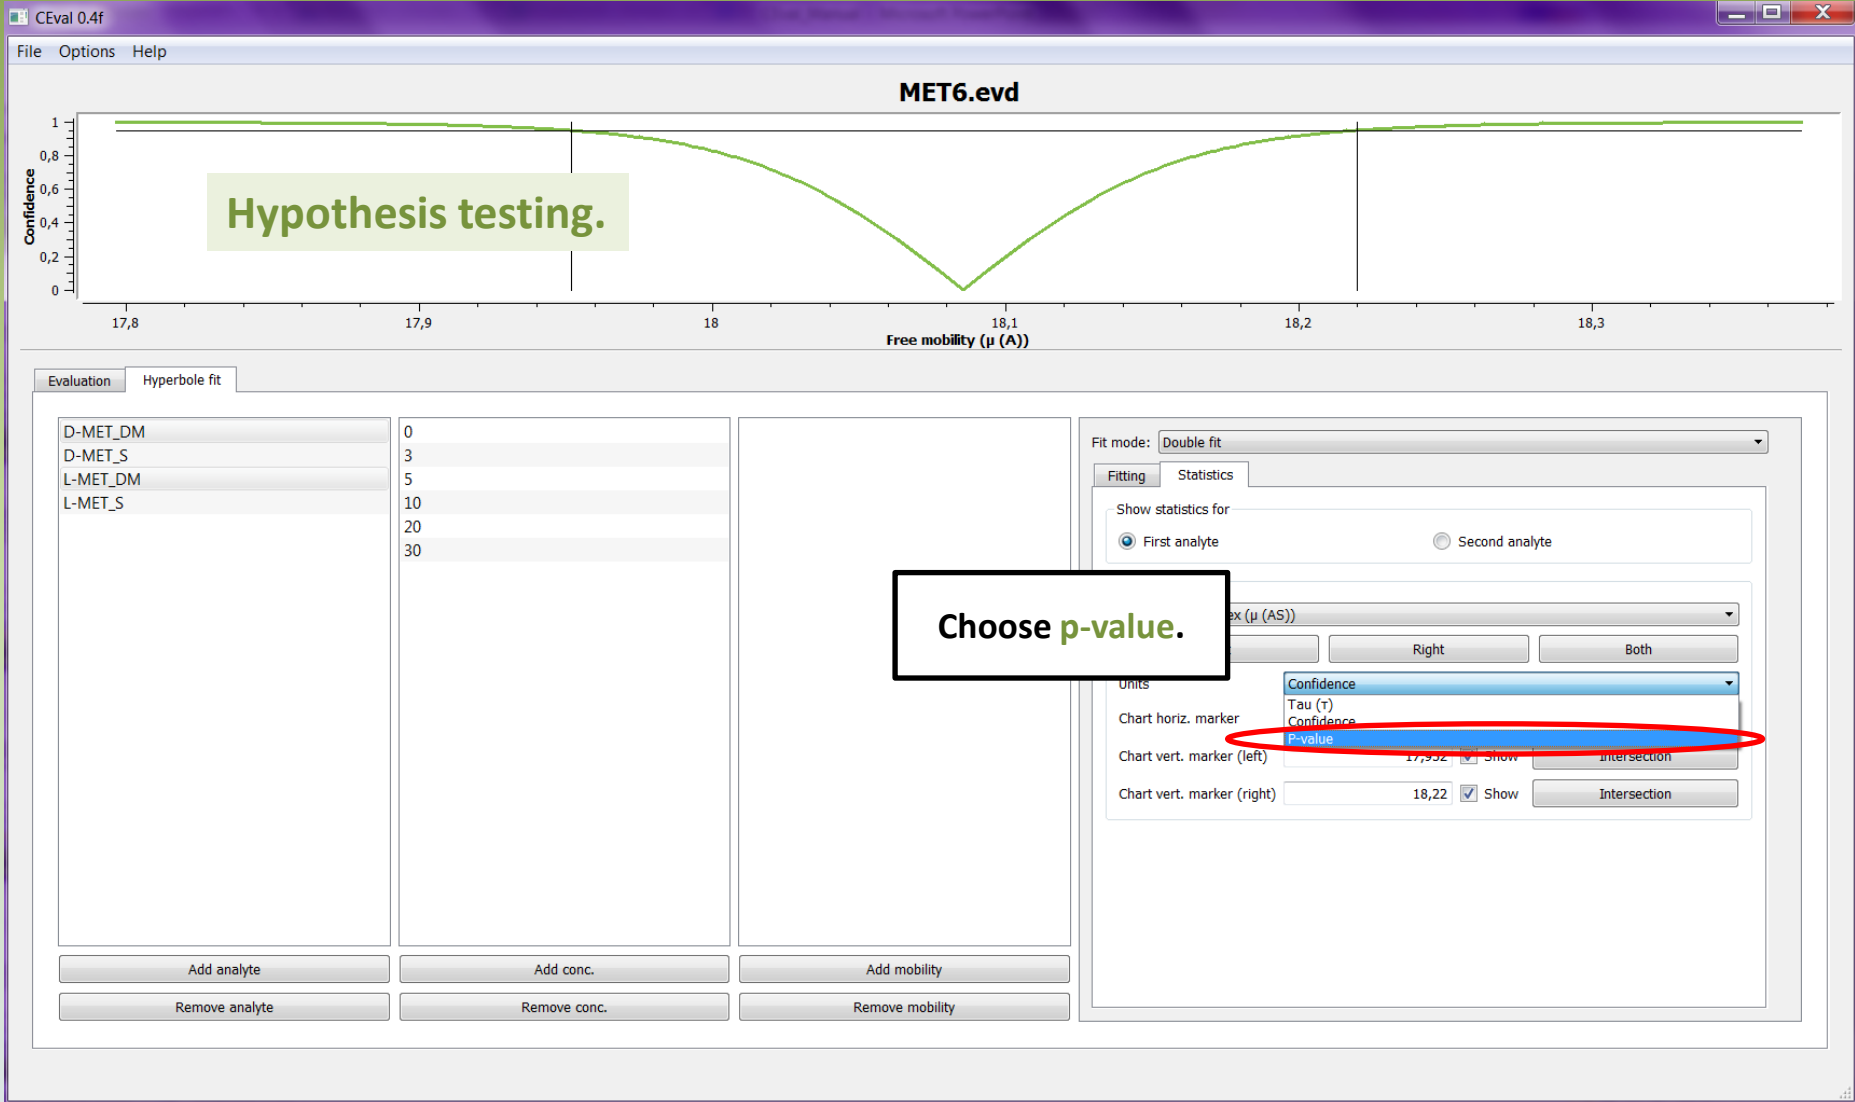 CEval 0.4f
File Options Help
MET6.evd
1
0,8
0,6
0,4
0,2
0
Confidence
Hypothesis testing.
17,8 17,9 18 18,1 18,2 18,3
Free mobility (μ (A))
Evaluation Hyperbole fit
D-MET_DM
D-MET_S
L-MET_DM
L-MET_S
0
3
5
10
20
30
Fit mode: Double fit
Fitting Statistics
Show statistics for
First analyte Second analyte
Choose p-value.
ex (μ (AS))
Right Both
Units Confidence
Tau (τ)
Confidence
P-value
Chart horiz. marker
Chart vert. marker (left) 17,952 Show Intersection
Chart vert. marker (right) 18,22 Show Intersection
Add analyte Add conc. Add mobility
Remove analyte Remove conc. Remove mobility